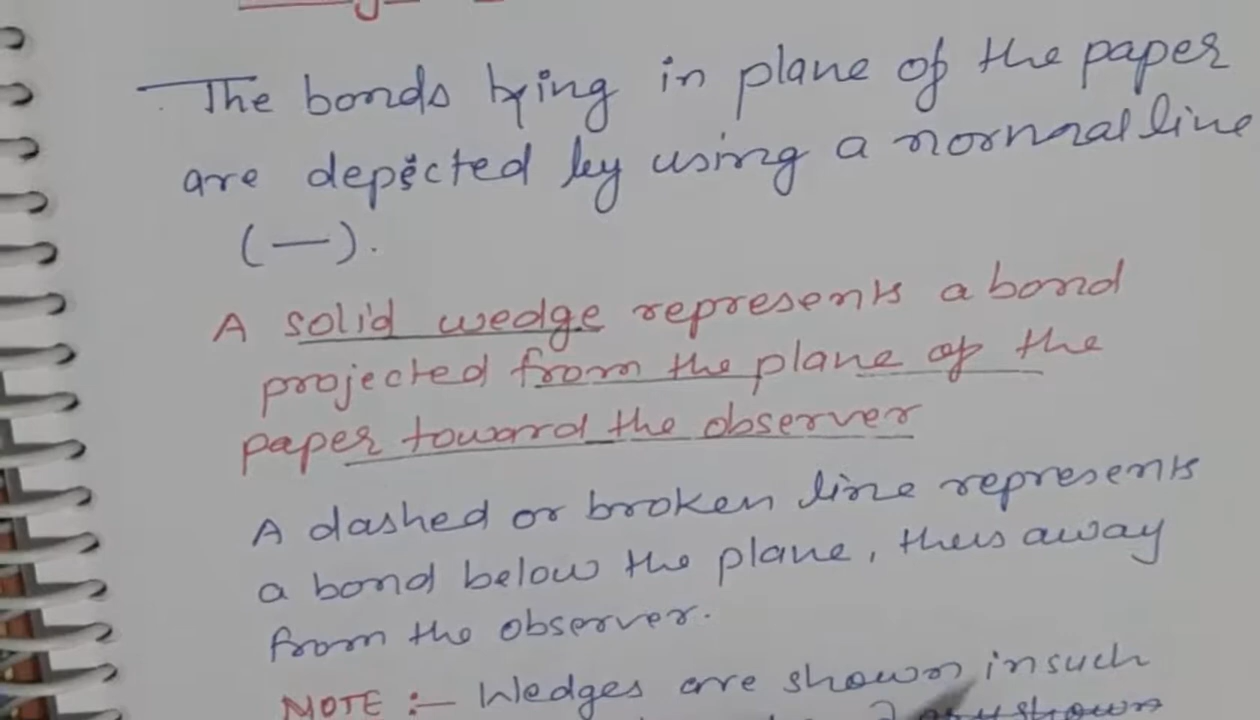 The bonds lying in plane of the paper
are depicted by using a normal line
(—).
A solid wedge represents a bond
projected from the plane of the
paper toward the observer
A dashed or broken line represents
a bond below the plane, thus away
from the observer.
NOTE :— Wedges are shown in such